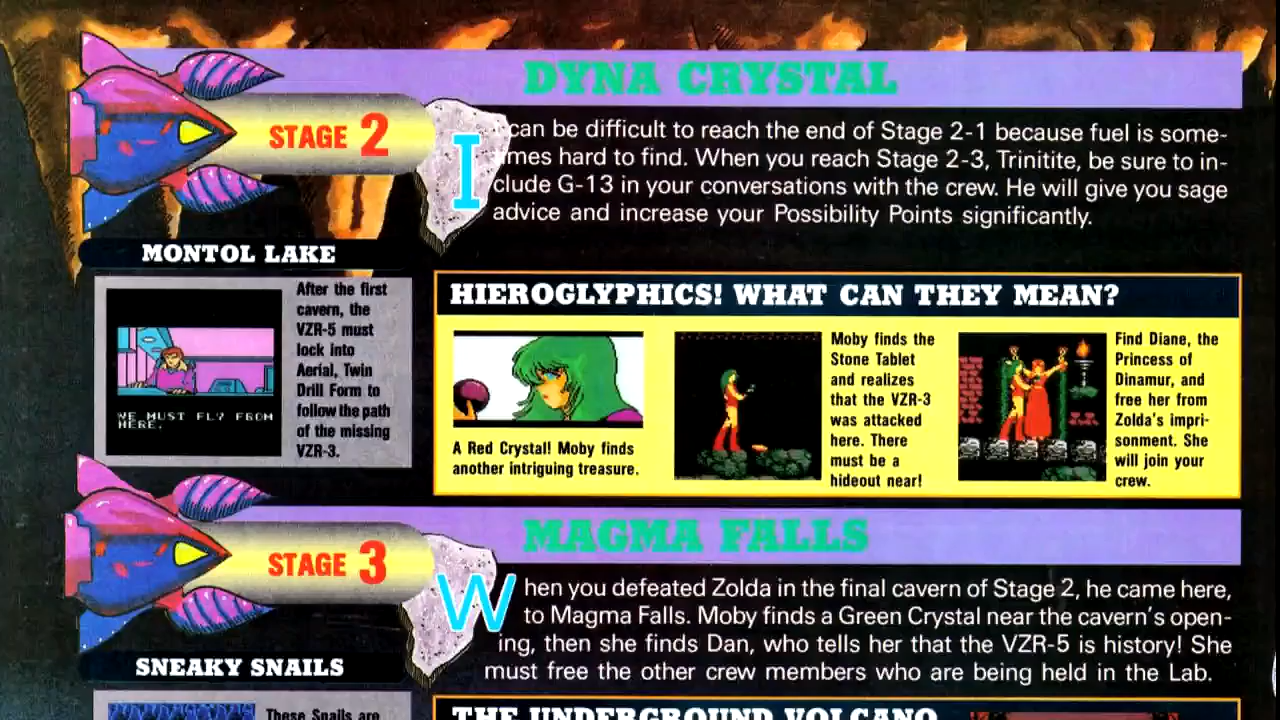 DYNA CRYSTAL
STAGE 2
I can be difficult to reach the end of Stage 2-1 because fuel is some-
imes hard to find. When you reach Stage 2-3, Trinitite, be sure to in-
clude G-13 in your conversations with the crew. He will give you sage
advice and increase your Possibility Points significantly.
MONTOL LAKE
WE MUST FLY FROM
HERE.
After the first
cavern, the
VZR-5 must
lock into
Aerial, Twin
Drill Form to
follow the path
of the missing
VZR-3.
HIEROGLYPHICS! WHAT CAN THEY MEAN?
A Red Crystal! Moby finds
another intriguing treasure.
Moby finds the
Stone Tablet
and realizes
that the VZR-3
was attacked
here. There
must be a
hideout near!
Find Diane, the
Princess of
Dinamur, and
free her from
Zolda's impri-
sonment. She
will join your
crew.
MAGMA FALLS
STAGE 3
When you defeated Zolda in the final cavern of Stage 2, he came here,
to Magma Falls. Moby finds a Green Crystal near the cavern's open-
ing, then she finds Dan, who tells her that the VZR-5 is history! She
must free the other crew members who are being held in the Lab.
SNEAKY SNAILS
These Snails are
THE UNDERGROUND VOLCANO